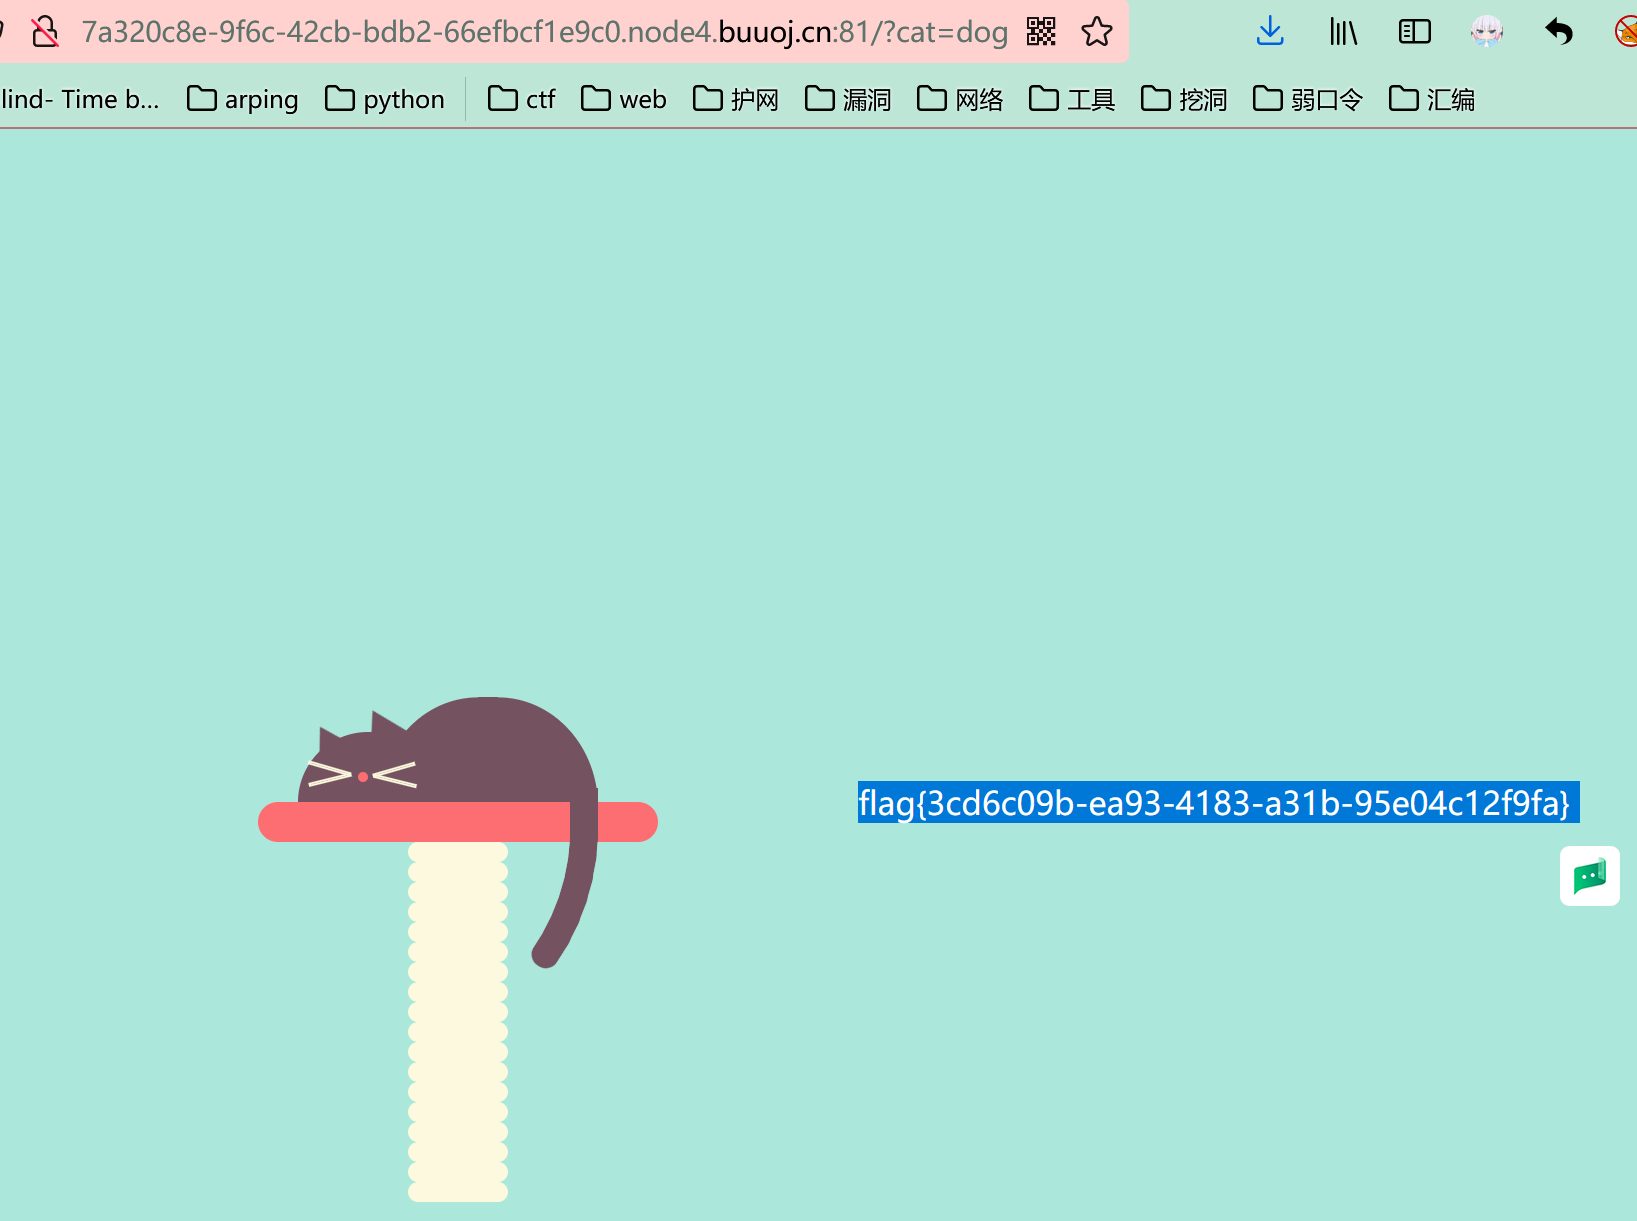 7a320c8e-9f6c-42cb-bdb2-66efbcf1e9c0.node4.buuoj.cn:81/?cat=dog
lind- Time b... arping python ctf web 护网 漏洞 网络 工具 挖洞 弱口令 汇编
flag{3cd6c09b-ea93-4183-a31b-95e04c12f9fa}